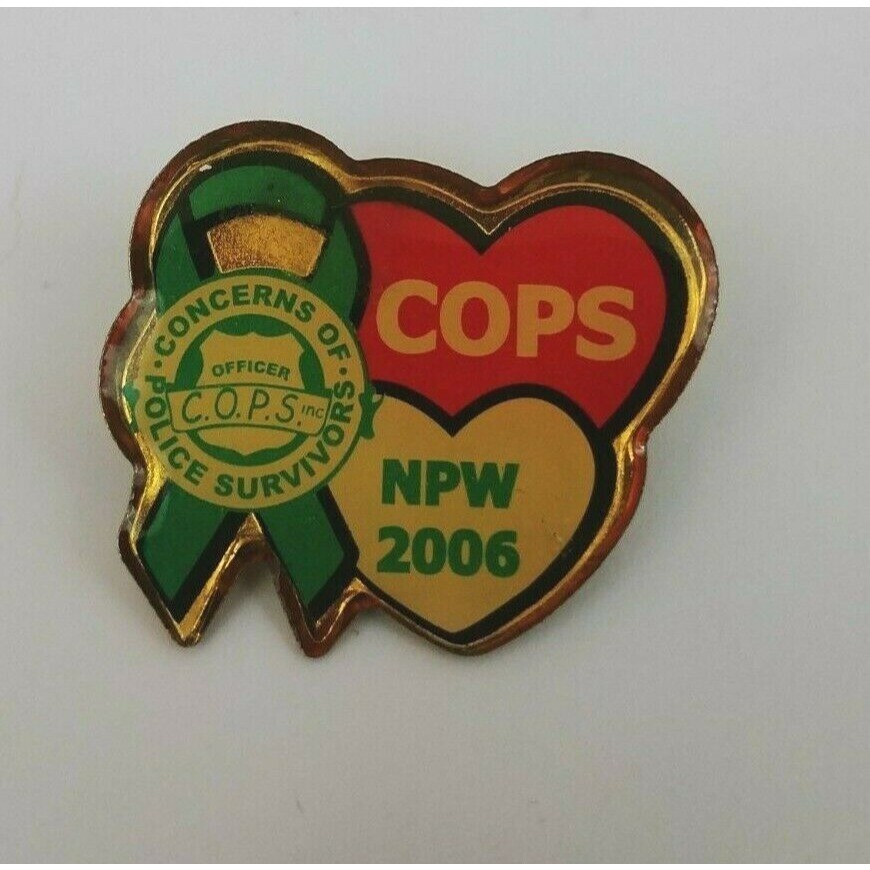 · CONCERNS OF ·
POLICE SURVIVORS
OFFICER
C.O.P.S. inc
COPS
NPW
2006